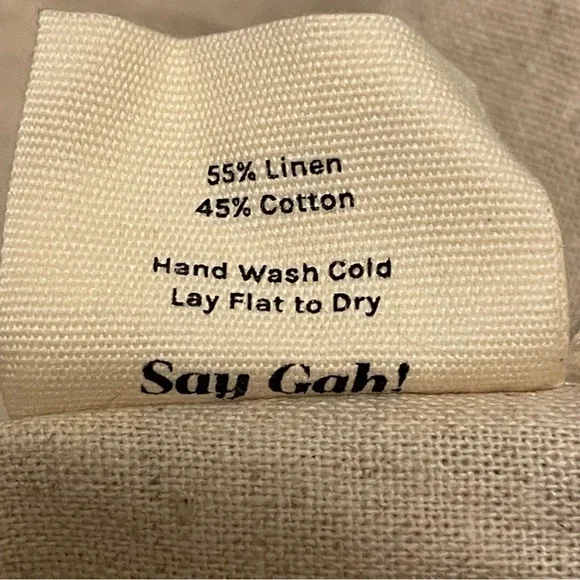 55% Linen
45% Cotton
Hand Wash Cold
Lay Flat to Dry
Say Gah!